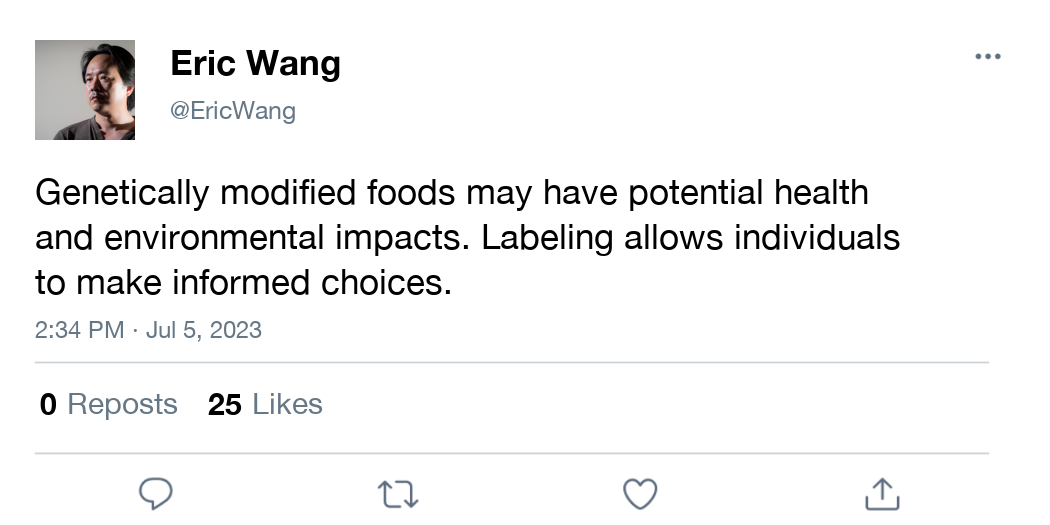 Eric Wang
@EricWang
Genetically modified foods may have potential health
and environmental impacts. Labeling allows individuals
to make informed choices.
2:34 PM · Jul 5, 2023
0 Reposts 25 Likes